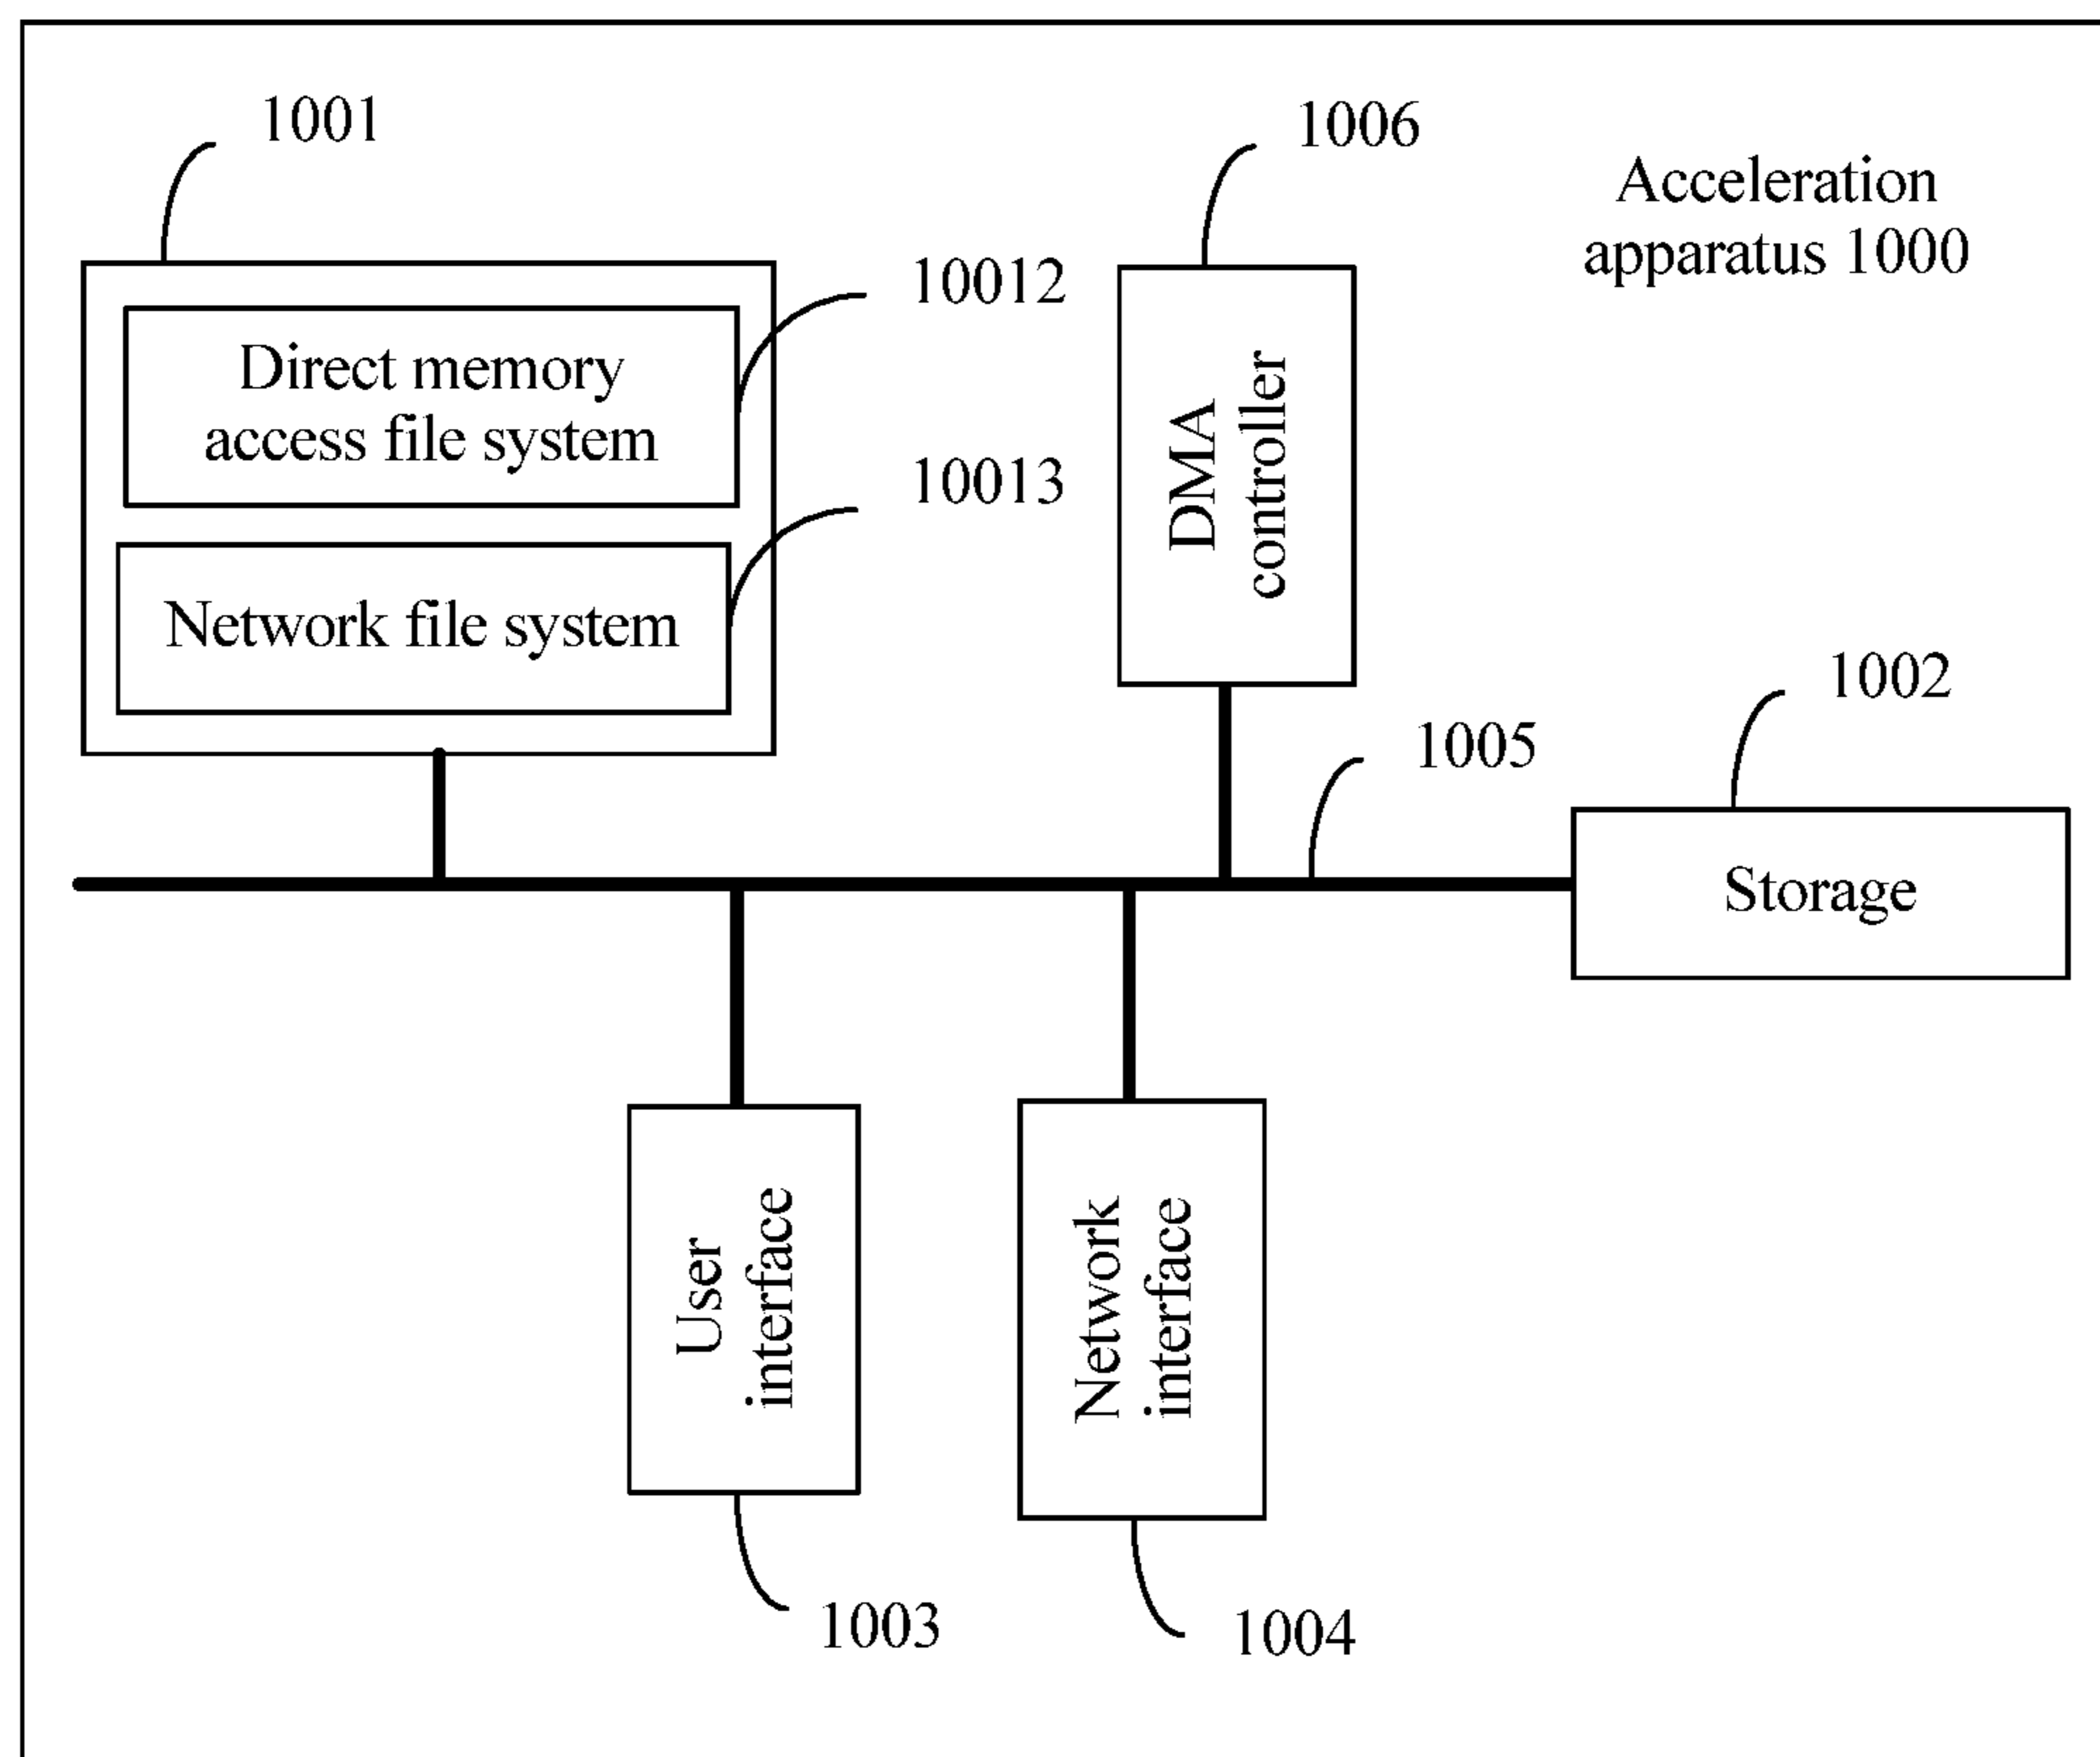 1001
1006
Acceleration
apparatus 1000
10012
Direct memory
access file system
10013
Network file system
DMA
controller
1002
1005
Storage
User
interface
Network
interface
1003
1004